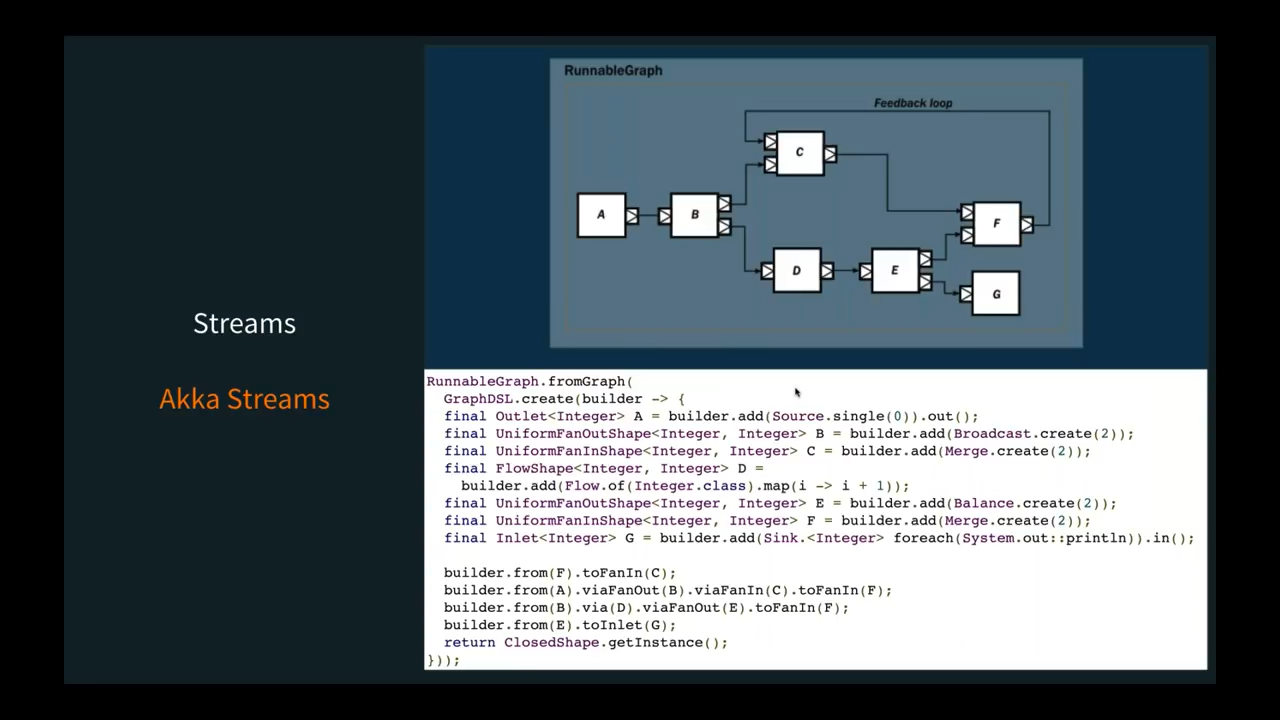 Streams
Akka Streams
RunnableGraph
Feedback loop
C
A
B
F
D
E
G
RunnableGraph.fromGraph(
  GraphDSL.create(builder -> {
  final Outlet<Integer> A = builder.add(Source.single(0)).out();
  final UniformFanOutShape<Integer, Integer> B = builder.add(Broadcast.create(2));
  final UniformFanInShape<Integer, Integer> C = builder.add(Merge.create(2));
  final FlowShape<Integer, Integer> D =
    builder.add(Flow.of(Integer.class).map(i -> i + 1));
  final UniformFanOutShape<Integer, Integer> E = builder.add(Balance.create(2));
  final UniformFanInShape<Integer, Integer> F = builder.add(Merge.create(2));
  final Inlet<Integer> G = builder.add(Sink.<Integer> foreach(System.out::println)).in();

  builder.from(F).toFanIn(C);
  builder.from(A).viaFanOut(B).viaFanIn(C).toFanIn(F);
  builder.from(B).via(D).viaFanOut(E).toFanIn(F);
  builder.from(E).toInlet(G);
  return ClosedShape.getInstance();
}));